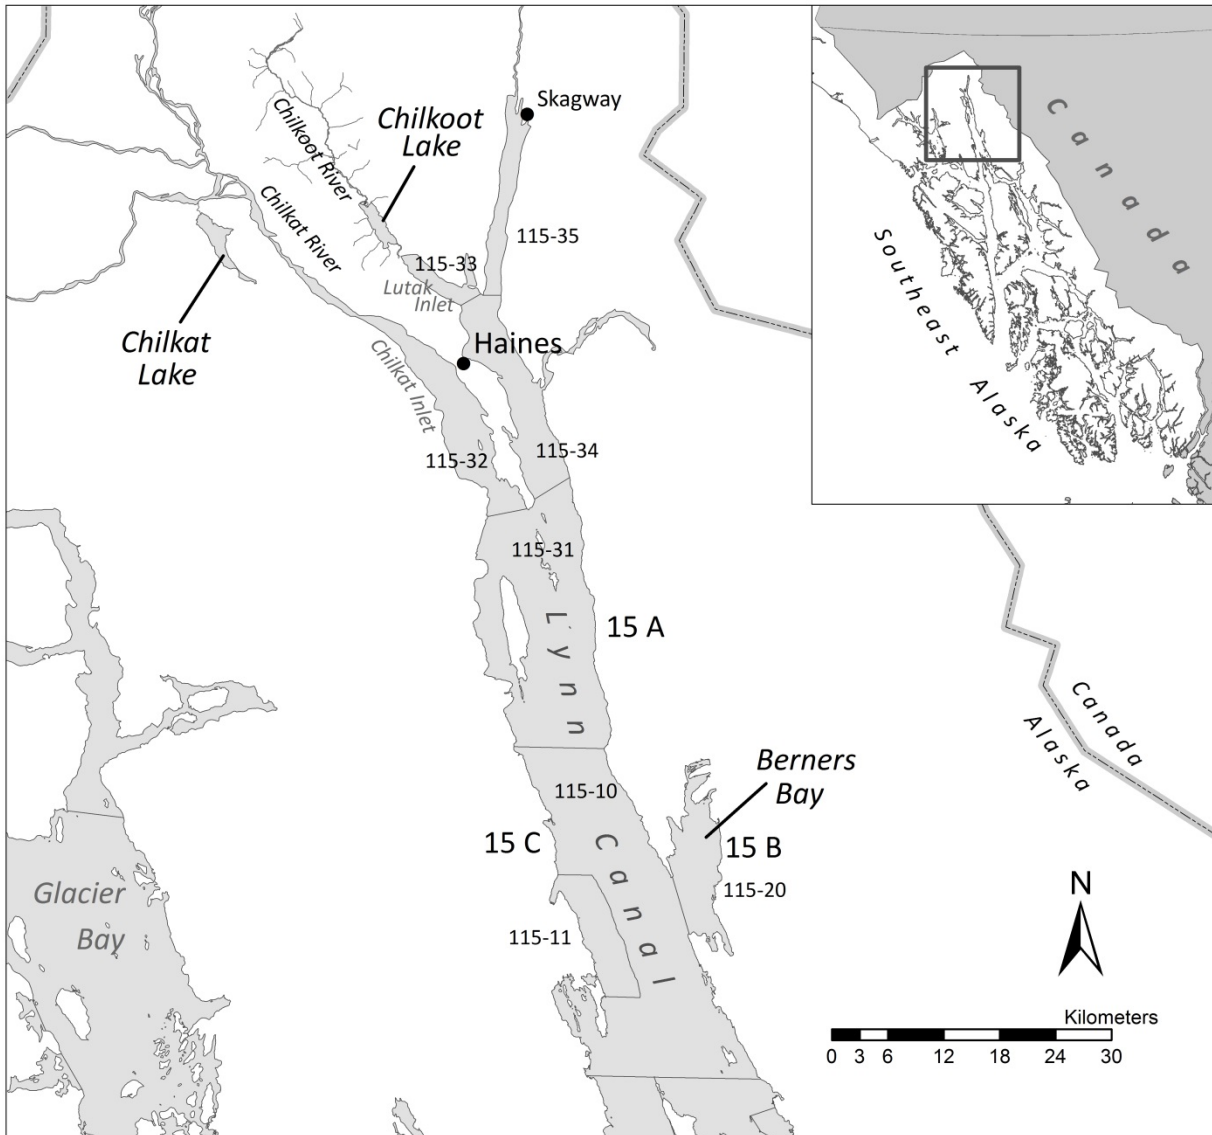 Skagway
Chilkoot
Lake
Chilkoot River
Chilkat River
115-35
115-33
Lutak
Inlet
Chilkat
Lake
Haines
Chilkat Inlet
115-32
115-34
115-31
Lynn
Canal
15 A
115-10
Berners
Bay
15 C
15 B
115-20
115-11
Glacier
Bay
Canada
Alaska
Canada
Southeast Alaska
N
Kilometers
0 3 6 12 18 24 30